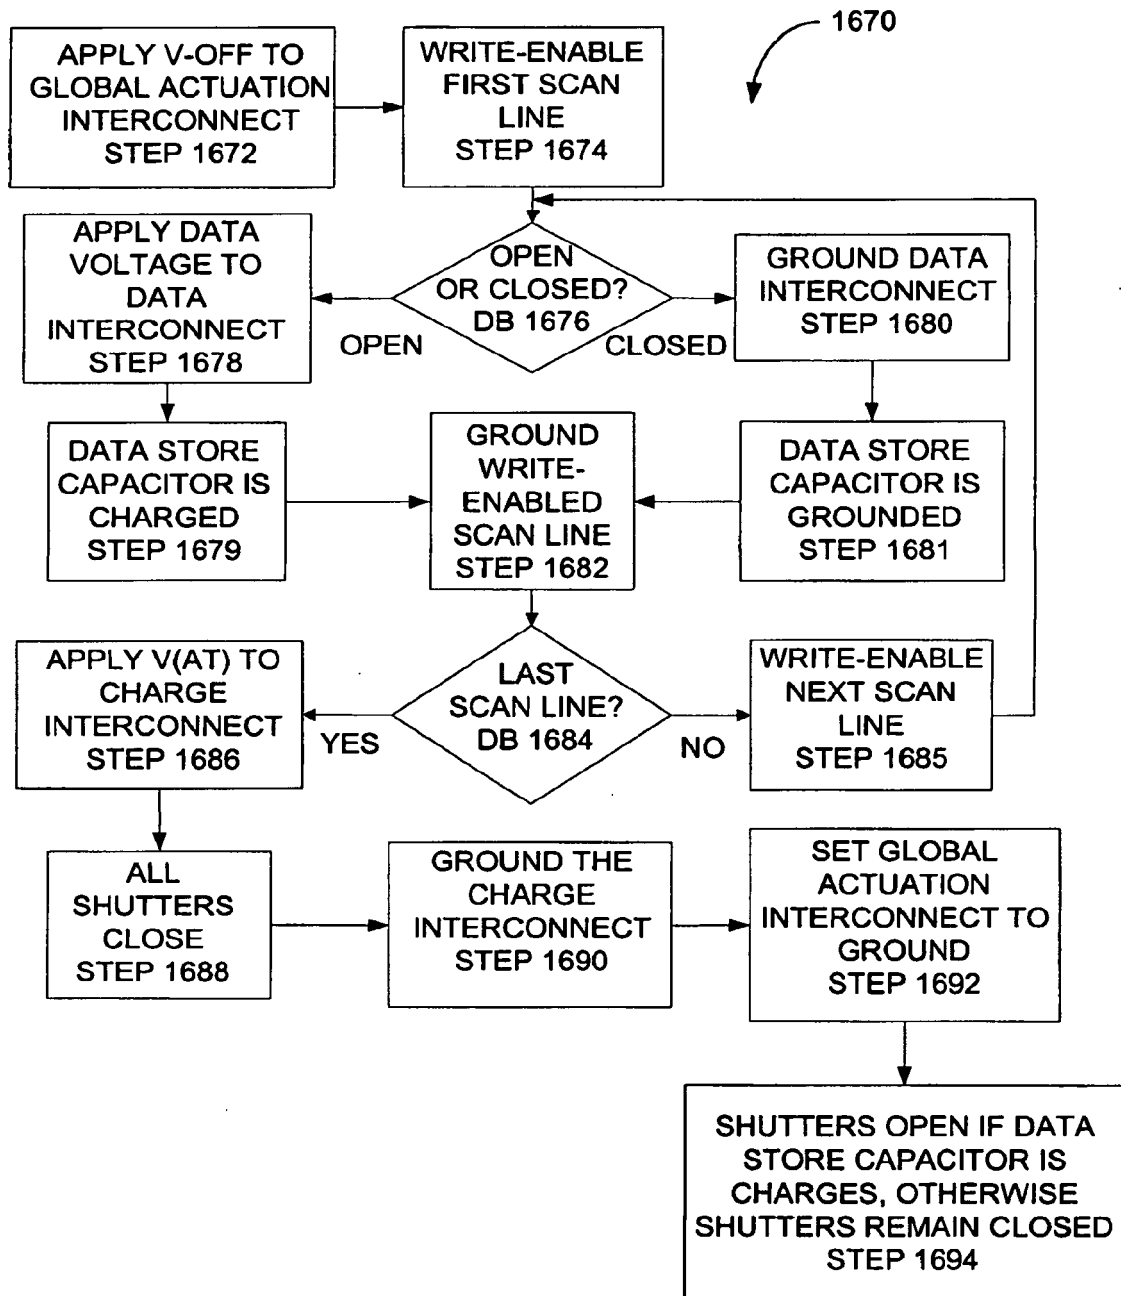 1670
APPLY V-OFF TO
GLOBAL ACTUATION
INTERCONNECT
STEP 1672
WRITE-ENABLE
FIRST SCAN
LINE
STEP 1674
APPLY DATA
VOLTAGE TO
DATA
INTERCONNECT
STEP 1678
OPEN
OR CLOSED?
DB 1676
GROUND DATA
INTERCONNECT
STEP 1680
OPEN
CLOSED
DATA STORE
CAPACITOR IS
CHARGED
STEP 1679
GROUND
WRITE-
ENABLED
SCAN LINE
STEP 1682
DATA STORE
CAPACITOR IS
GROUNDED
STEP 1681
APPLY V(AT) TO
CHARGE
INTERCONNECT
STEP 1686
LAST
SCAN LINE?
DB 1684
WRITE-ENABLE
NEXT SCAN
LINE
STEP 1685
YES
NO
ALL
SHUTTERS
CLOSE
STEP 1688
GROUND THE
CHARGE
INTERCONNECT
STEP 1690
SET GLOBAL
ACTUATION
INTERCONNECT TO
GROUND
STEP 1692
SHUTTERS OPEN IF DATA
STORE CAPACITOR IS
CHARGES, OTHERWISE
SHUTTERS REMAIN CLOSED
STEP 1694